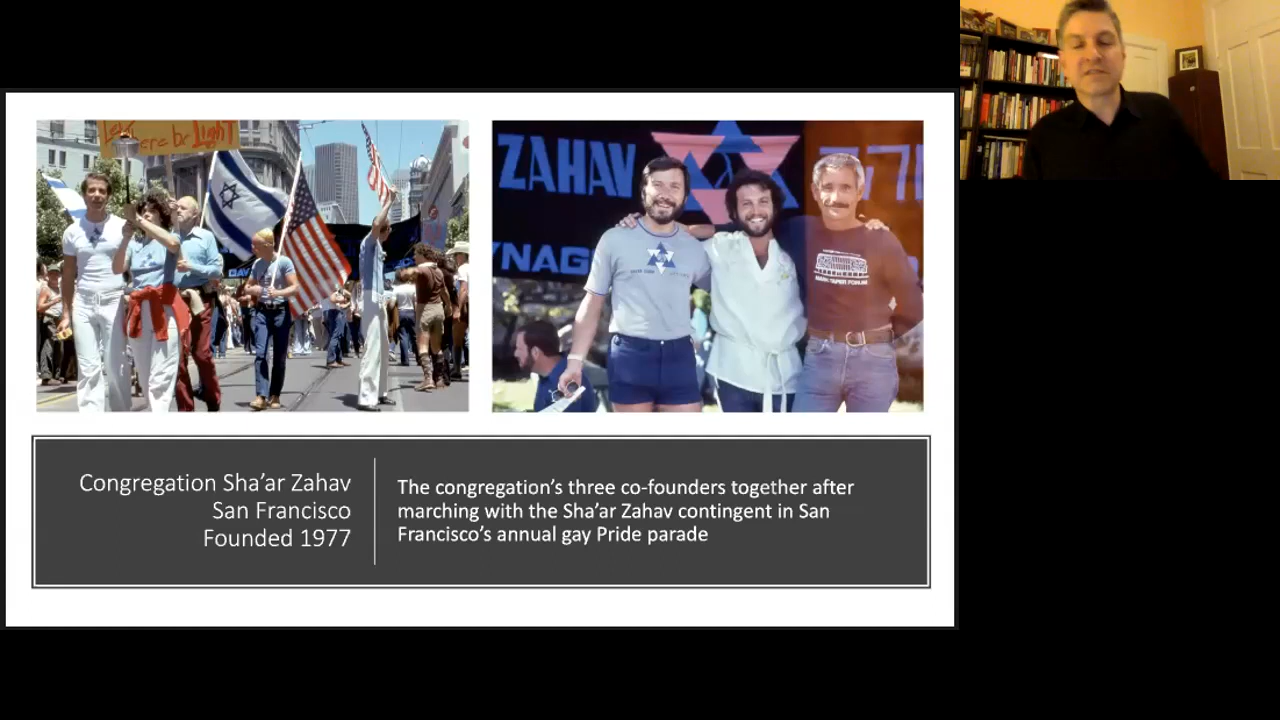 Let
there be Light
GAY
ZAHAV
YNAG
Congregation Sha’ar Zahav
San Francisco
Founded 1977
The congregation’s three co-founders together after
marching with the Sha’ar Zahav contingent in San
Francisco’s annual gay Pride parade